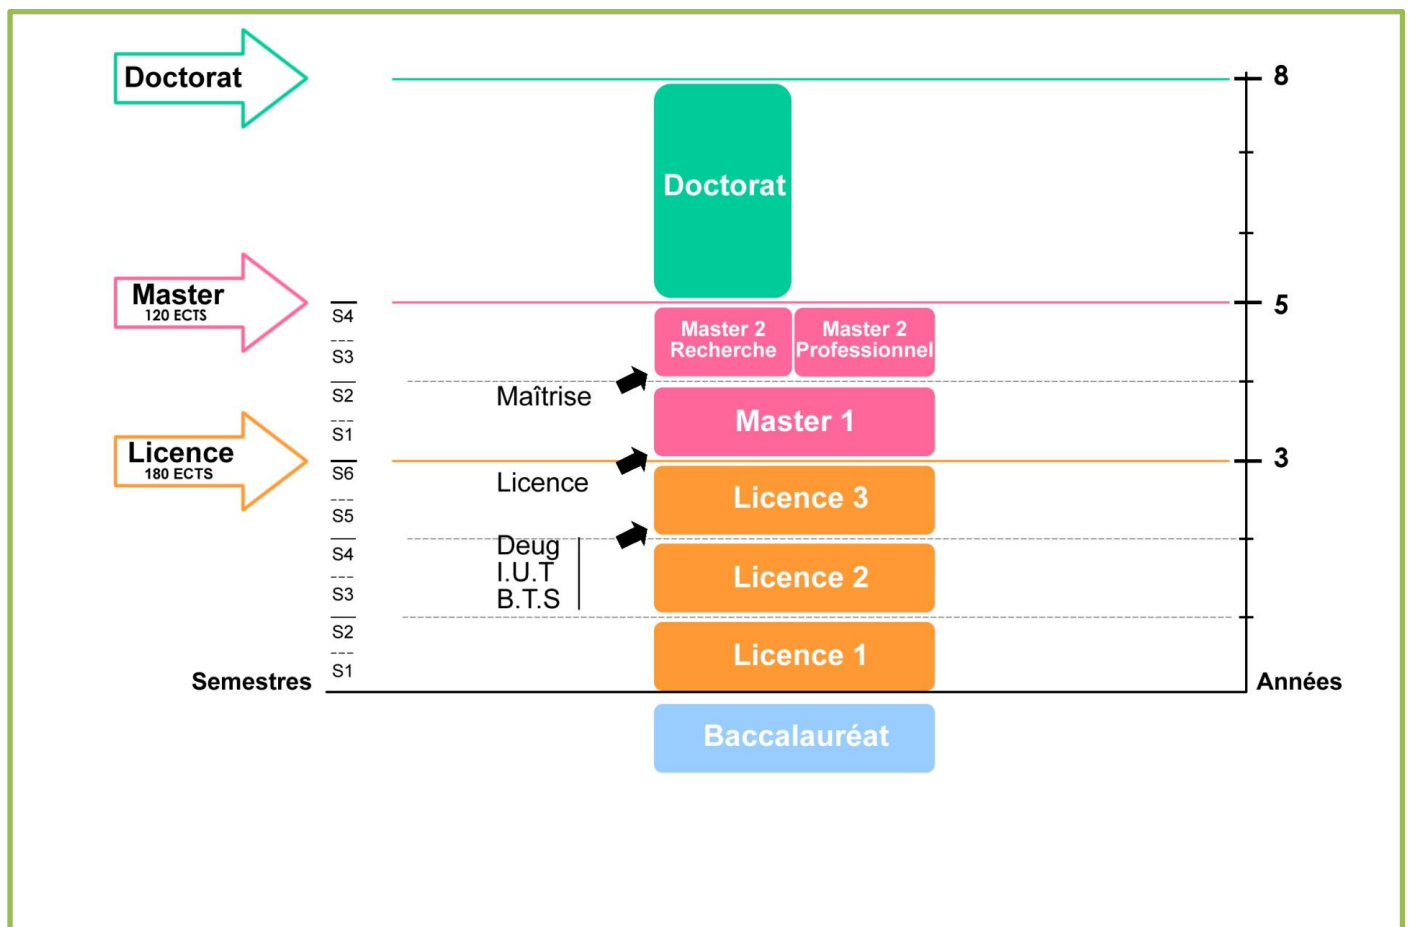 Doctorat
8
Doctorat
Master
120 ECTS
5
S4
---
S3
Master 2
Recherche
Master 2
Professionnel
Maîtrise
S2
---
S1
Master 1
Licence
180 ECTS
3
S6
---
S5
Licence
Licence 3
S4
---
S3
Deug
I.U.T
B.T.S
Licence 2
S2
---
S1
Licence 1
Semestres
Années
Baccalauréat